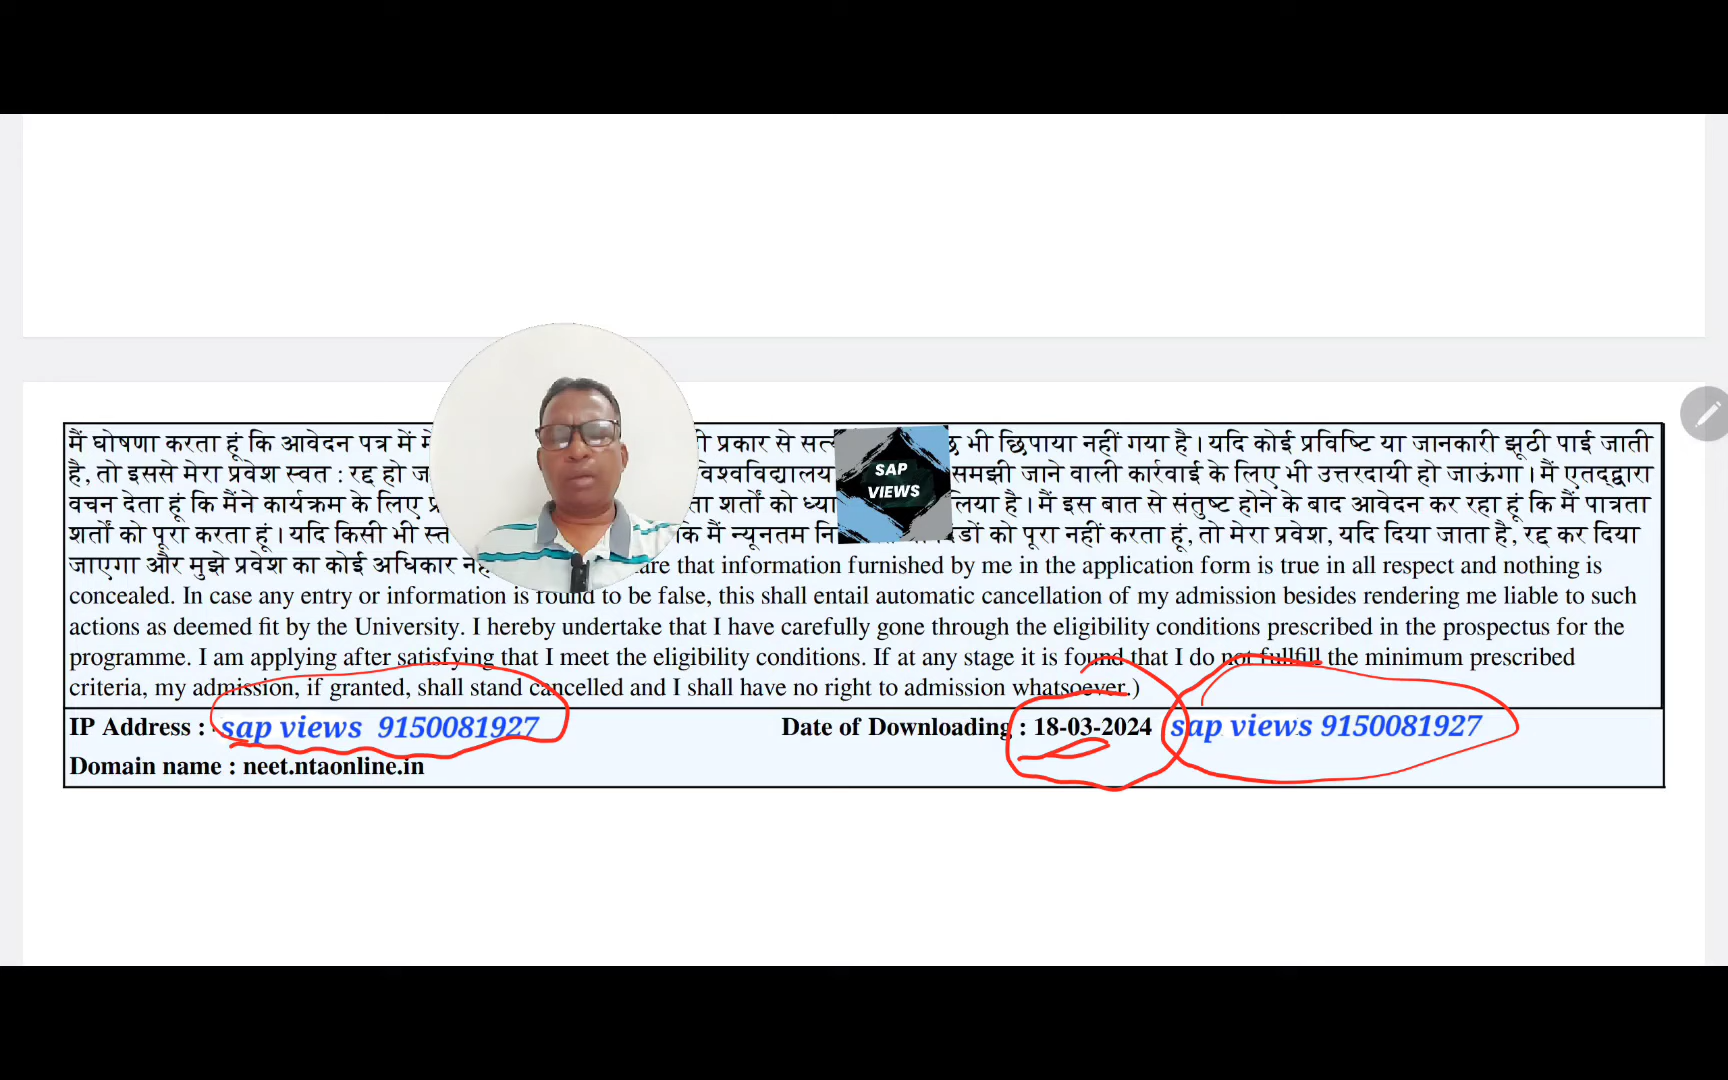 मैं घोषणा करता हूं कि आवेदन पत्र में प्रकार से सत्य भी छिपाया नहीं गया है । यदि कोई प्रविष्टि या जानकारी झूठी पाई जाती
है, तो इससे मेरा प्रवेश स्वत : रद्द हो विश्वविद्यालय समझी जाने वाली कार्रवाई के लिए भी उत्तरदायी हो जाऊंगा । मैं एतद्द्वारा
वचन देता हूं कि मैंने कार्यक्रम के लिए शर्तों को लिया है । मैं इस बात से संतुष्ट होने के बाद आवेदन कर रहा हूं कि मैं पात्रता
शर्तों को पूरा करता हूं । यदि किसी भी कि मैं न्यूनतम को पूरा नहीं करता हूं, तो मेरा प्रवेश, यदि दिया जाता है, रद्द कर दिया
जाएगा और मुझे प्रवेश का कोई अधिकार that information furnished by me in the application form is true in all respect and nothing is
concealed. In case any entry or information is found to be false, this shall entail automatic cancellation of my admission besides rendering me liable to such
actions as deemed fit by the University. I hereby undertake that I have carefully gone through the eligibility conditions prescribed in the prospectus for the
programme. I am applying after satisfying that I meet the eligibility conditions. If at any stage it is found that I do not fullfill the minimum prescribed
criteria, my admission, if granted, shall stand cancelled and I shall have no right to admission whatsoever.)
SAP
VIEWS
IP Address : sap views 9150081927 Date of Downloading : 18-03-2024 sap views 9150081927
Domain name : neet.ntaonline.in